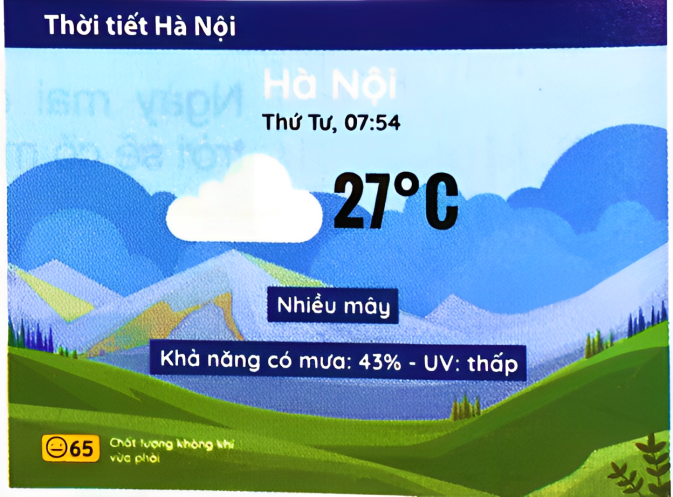 Thời tiết Hà Nội
Hà Nội
Thứ Tư, 07:54
27°C
Nhiều mây
Khả năng có mưa: 43% - UV: thấp
65 Chất lượng không khí
vừa phải